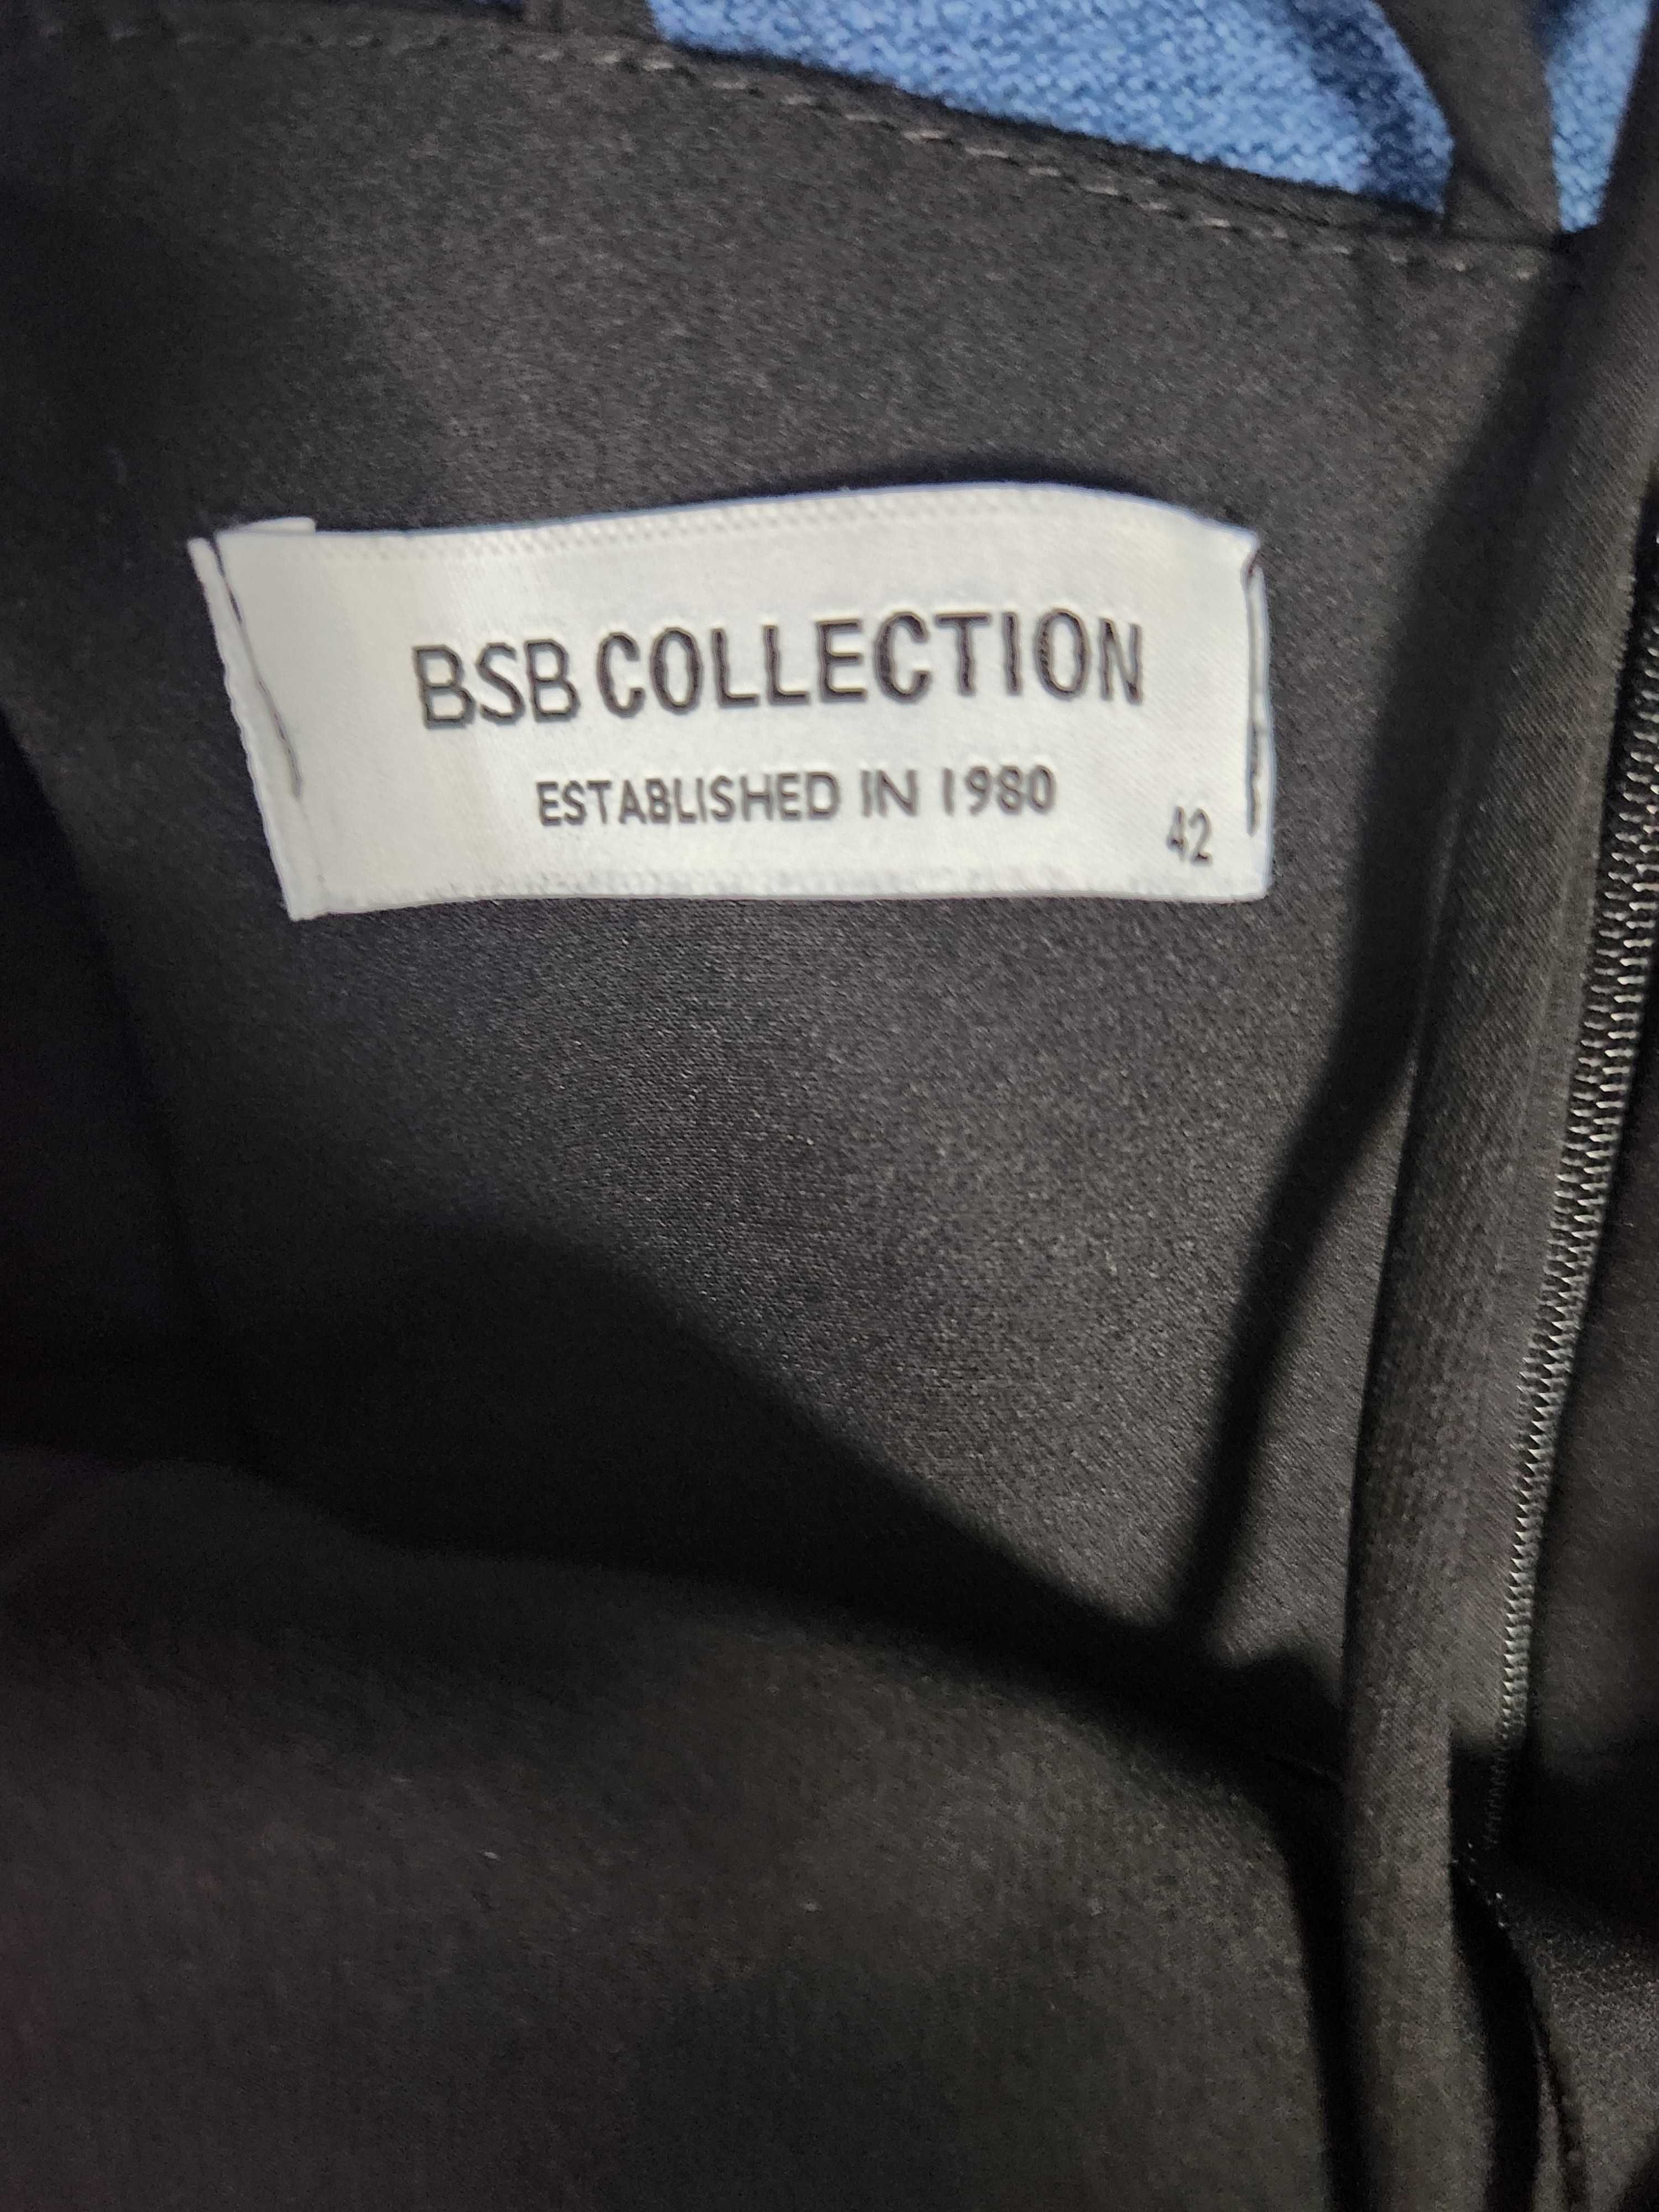 BSB COLLECTION
ESTABLISHED IN 1980
42